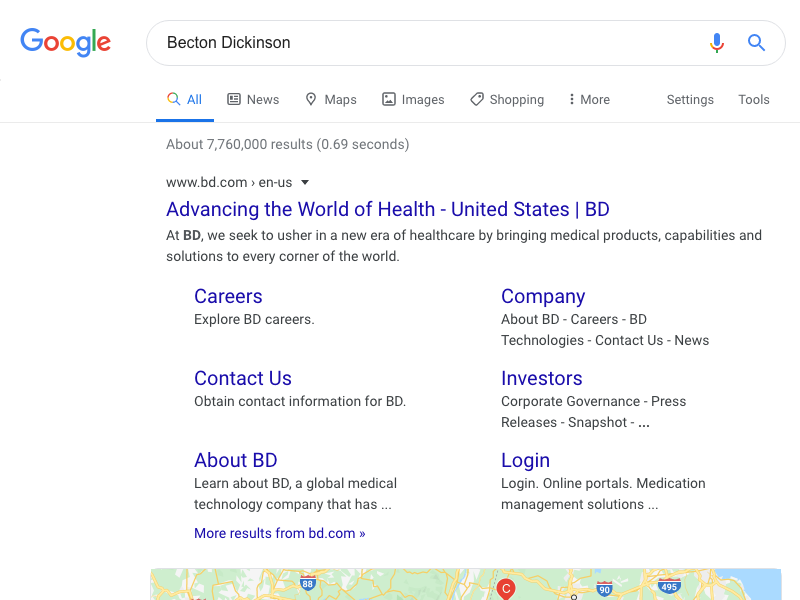 Google
Becton Dickinson
All News Maps Images Shopping More Settings Tools
About 7,760,000 results (0.69 seconds)
www.bd.com › en-us
Advancing the World of Health - United States | BD
At BD, we seek to usher in a new era of healthcare by bringing medical products, capabilities and
solutions to every corner of the world.
Careers
Explore BD careers.
Company
About BD - Careers - BD
Technologies - Contact Us - News
Contact Us
Obtain contact information for BD.
Investors
Corporate Governance - Press
Releases - Snapshot - ...
About BD
Learn about BD, a global medical
technology company that has ...
Login
Login. Online portals. Medication
management solutions ...
More results from bd.com »
88
C
90
495